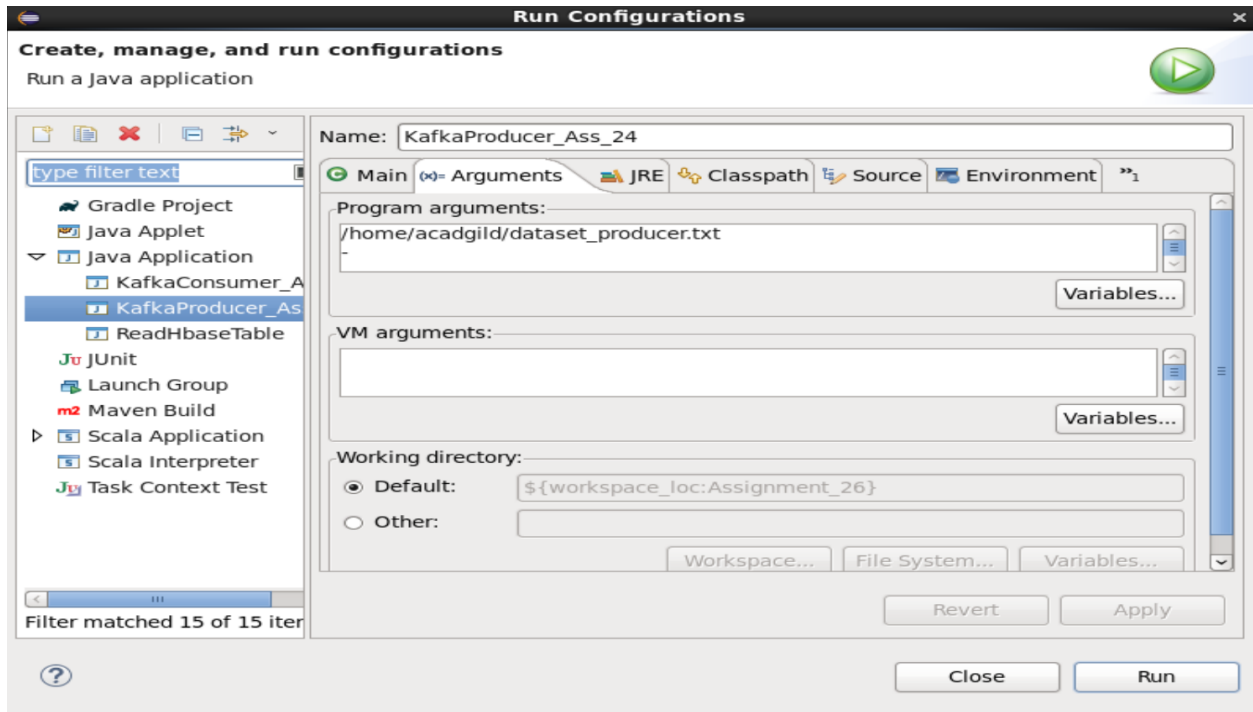 Run Configurations
Create, manage, and run configurations
Run a Java application
type filter text
Gradle Project
Java Applet
Java Application
KafkaConsumer_A
KafkaProducer_As
ReadHbaseTable
JUnit
Launch Group
Maven Build
Scala Application
Scala Interpreter
Task Context Test
Filter matched 15 of 15 iter
Name: KafkaProducer_Ass_24
Main (x)= Arguments JRE Classpath Source Environment »1
Program arguments:
/home/acadgild/dataset_producer.txt
-
Variables...
VM arguments:
Variables...
Working directory:
Default: ${workspace_loc:Assignment_26}
Other:
Workspace... File System... Variables...
Revert Apply
Close Run